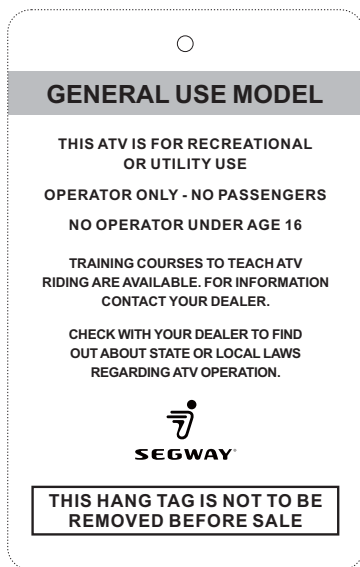 GENERAL USE MODEL
THIS ATV IS FOR RECREATIONAL
OR UTILITY USE
OPERATOR ONLY - NO PASSENGERS
NO OPERATOR UNDER AGE 16
TRAINING COURSES TO TEACH ATV
RIDING ARE AVAILABLE. FOR INFORMATION
CONTACT YOUR DEALER.
CHECK WITH YOUR DEALER TO FIND
OUT ABOUT STATE OR LOCAL LAWS
REGARDING ATV OPERATION.
SEGWAY
THIS HANG TAG IS NOT TO BE
REMOVED BEFORE SALE